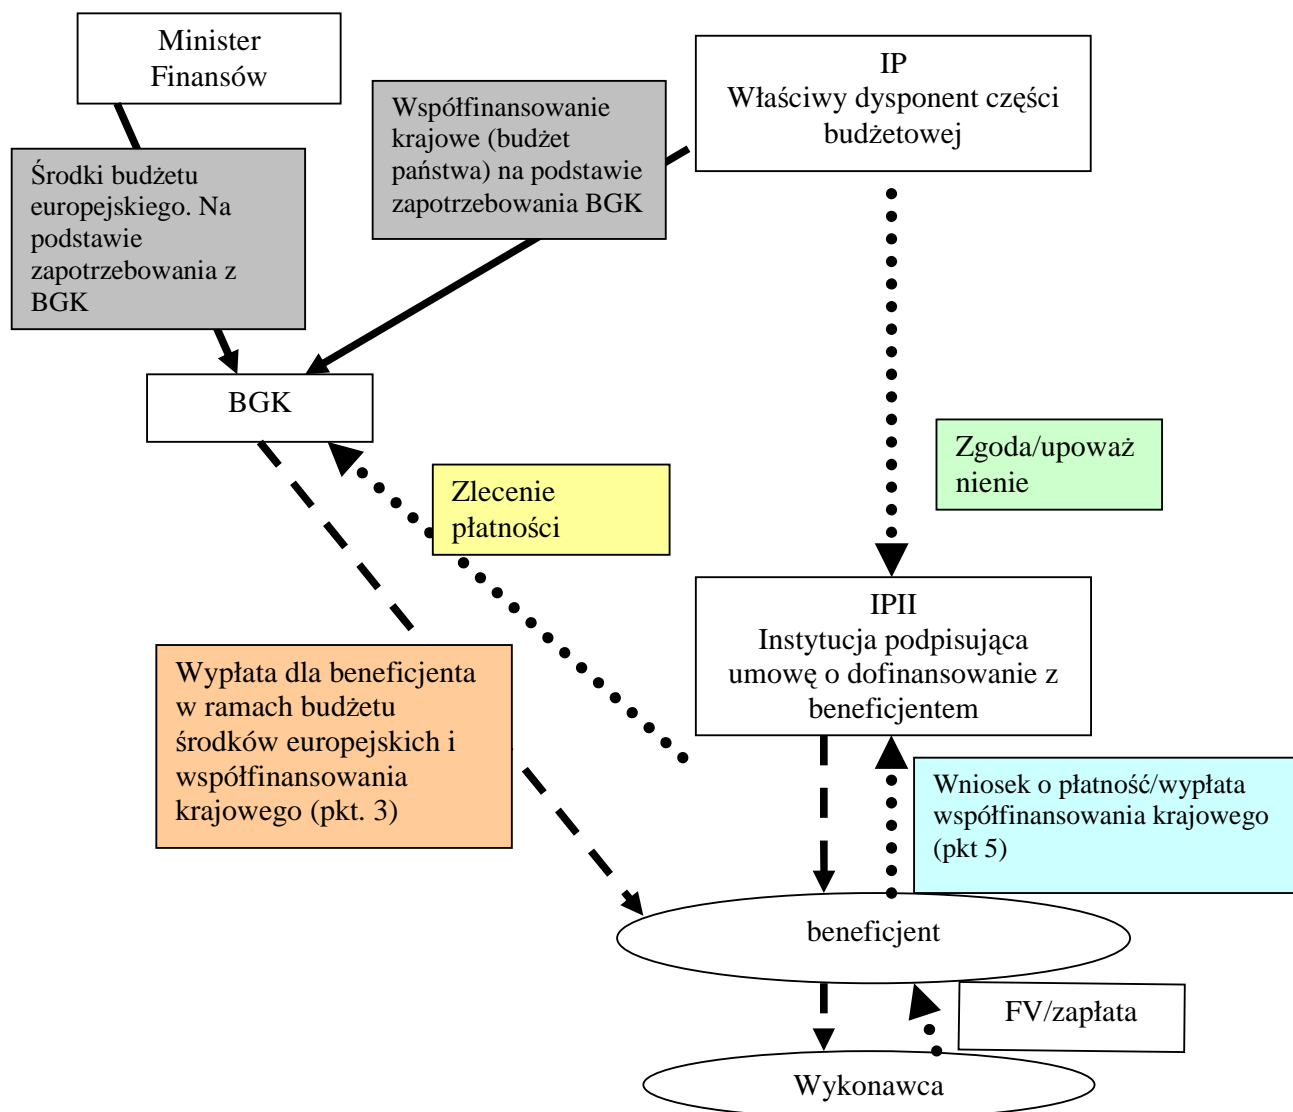 Minister
Finansów
IP
Właściwy dysponent części
budżetowej
Współfinansowanie
krajowe (budżet
państwa) na podstawie
zapotrzebowania BGK
Środki budżetu
europejskiego. Na
podstawie
zapotrzebowania z
BGK
BGK
Zgoda/upoważ
nienie
Zlecenie
płatności
IPII
Instytucja podpisująca
umowę o dofinansowanie z
beneficjentem
Wypłata dla beneficjenta
w ramach budżetu
środków europejskich i
współfinansowania
krajowego (pkt. 3)
Wniosek o płatność/wypłata
współfinansowania krajowego
(pkt 5)
beneficjent
FV/zapłata
Wykonawca